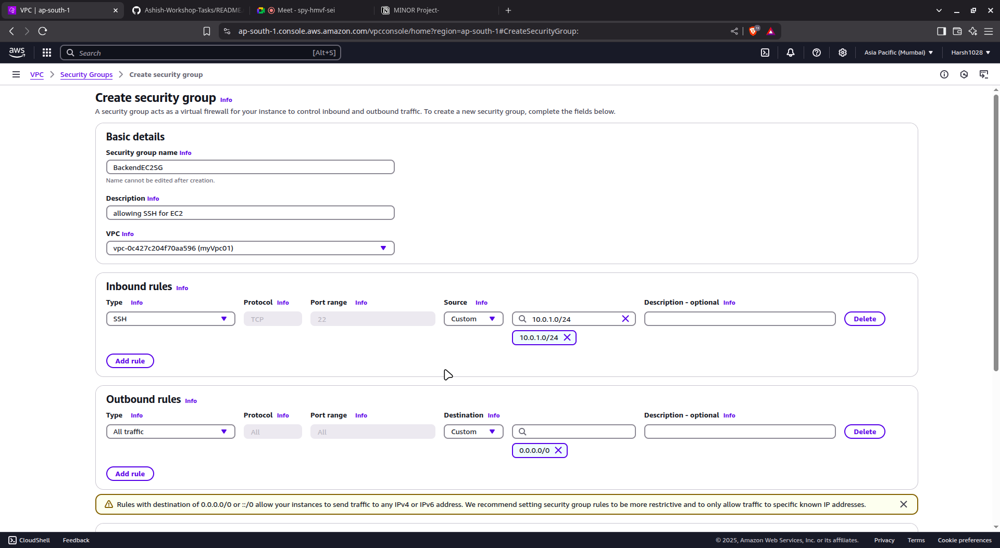 VPC | ap-south-1
Ashish-Workshop-Tasks/README.
Meet - spy-hmvf-sei
MINOR Project-
ap-south-1.console.aws.amazon.com/vpcconsole/home?region=ap-south-1#CreateSecurityGroup:
13
aws
Search
[Alt+S]
Asia Pacific (Mumbai)
Harsh1028
VPC
Security Groups
Create security group
Create security group Info
A security group acts as a virtual firewall for your instance to control inbound and outbound traffic. To create a new security group, complete the fields below.
Basic details
Security group name Info
BackendEC2SG
Name cannot be edited after creation.
Description Info
allowing SSH for EC2
VPC Info
vpc-0c427c204f70aa596 (myVpc01)
Inbound rules Info
Type Info Protocol Info Port range Info Source Info Description - optional Info
SSH TCP 22 Custom 10.0.1.0/24 Delete
10.0.1.0/24
Add rule
Outbound rules Info
Type Info Protocol Info Port range Info Destination Info Description - optional Info
All traffic All All Custom Delete
0.0.0.0/0
Add rule
Rules with destination of 0.0.0.0/0 or ::/0 allow your instances to send traffic to any IPv4 or IPv6 address. We recommend setting security group rules to be more restrictive and to only allow traffic to specific known IP addresses.
CloudShell
Feedback
© 2025, Amazon Web Services, Inc. or its affiliates.
Privacy
Terms
Cookie preferences